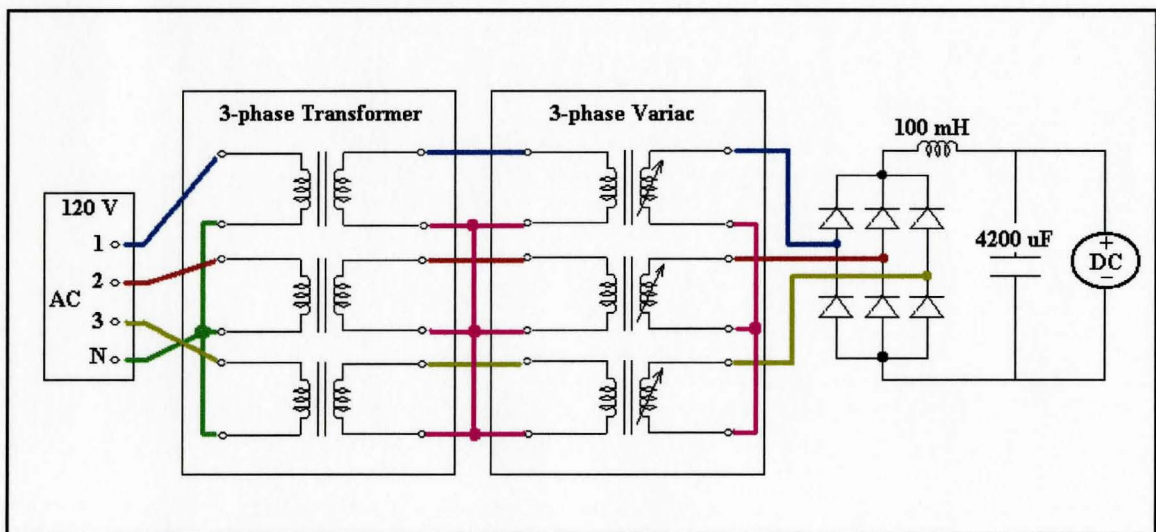 3-phase Transformer
3-phase Variac
100 mH
120 V
1
2
AC
3
N
4200 uF
+
DC
−